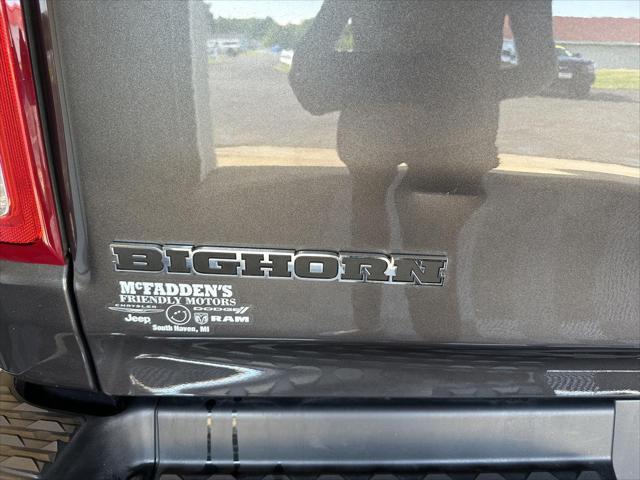 BIGHORN
McFADDEN'S
FRIENDLY MOTORS
CHRYSLER DODGE
Jeep RAM
South Haven, MI